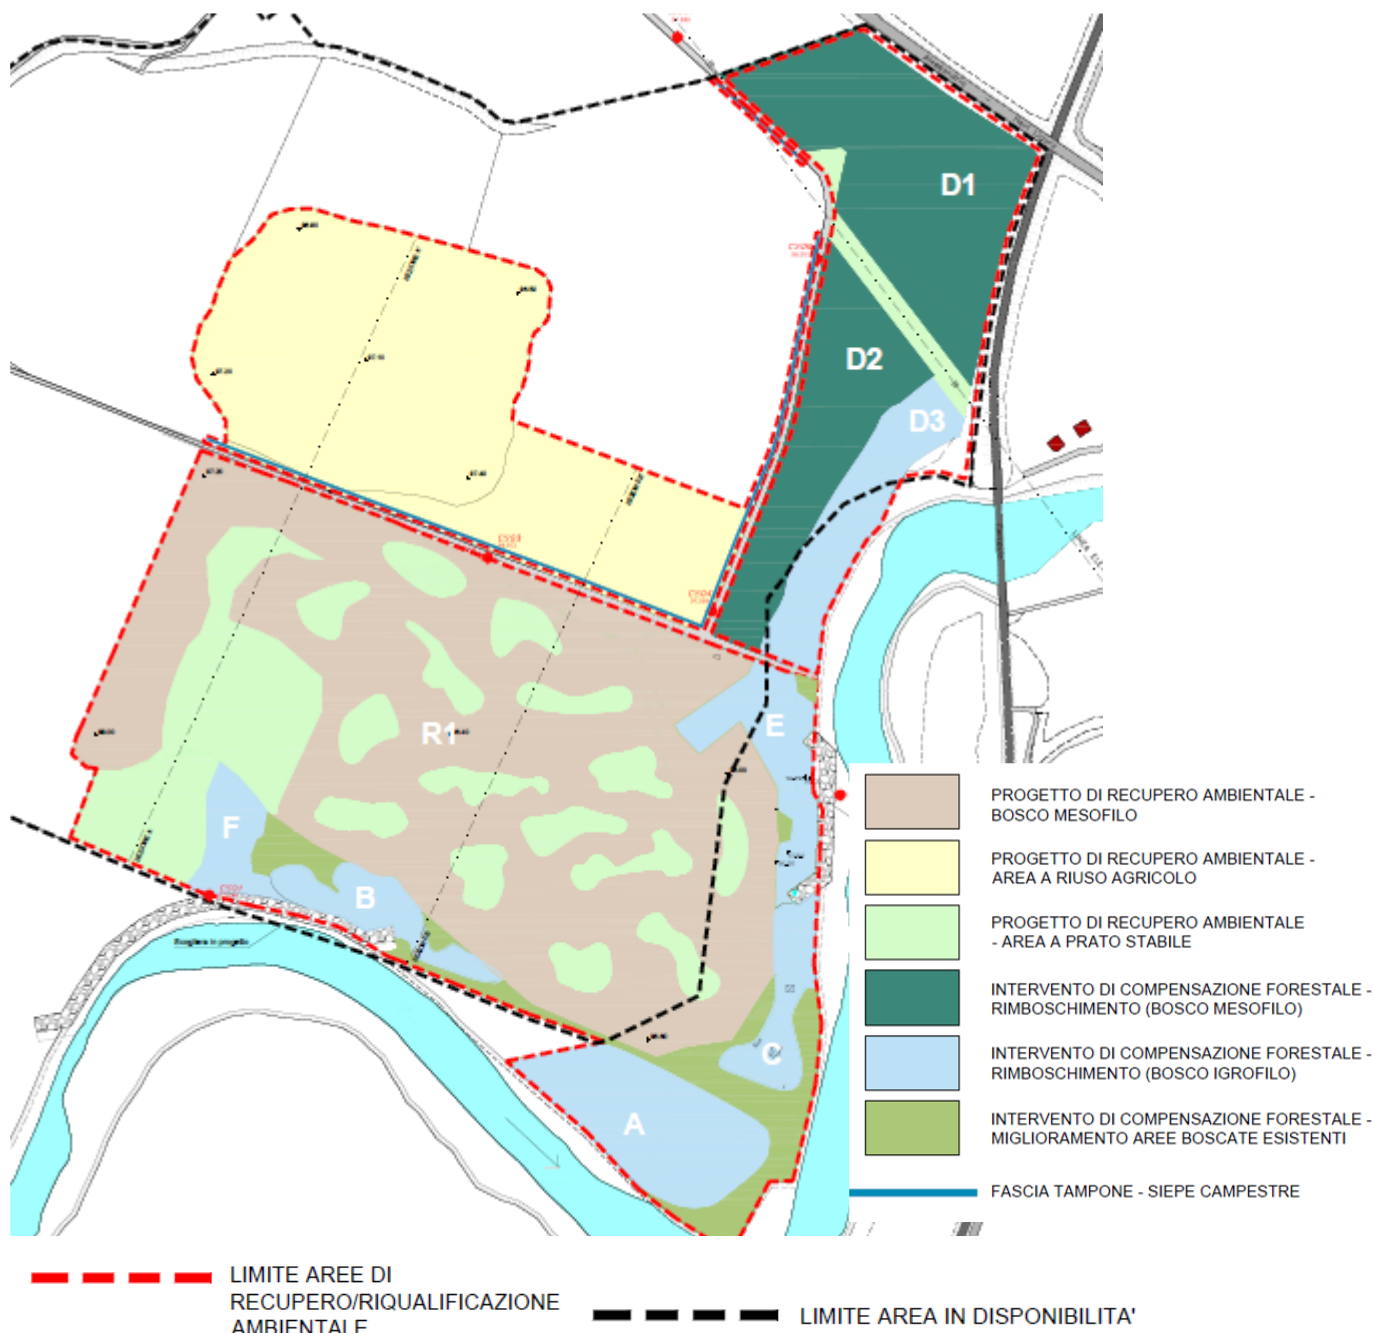 D1
D2
D3
R1
E
F
B
C
A
Scogliera in progetto
PROGETTO DI RECUPERO AMBIENTALE -
BOSCO MESOFILO
PROGETTO DI RECUPERO AMBIENTALE -
AREA A RIUSO AGRICOLO
PROGETTO DI RECUPERO AMBIENTALE
- AREA A PRATO STABILE
INTERVENTO DI COMPENSAZIONE FORESTALE -
RIMBOSCHIMENTO (BOSCO MESOFILO)
INTERVENTO DI COMPENSAZIONE FORESTALE -
RIMBOSCHIMENTO (BOSCO IGROFILO)
INTERVENTO DI COMPENSAZIONE FORESTALE -
MIGLIORAMENTO AREE BOSCATE ESISTENTI
FASCIA TAMPONE - SIEPE CAMPESTRE
LIMITE AREE DI
RECUPERO/RIQUALIFICAZIONE
AMBIENTALE
LIMITE AREA IN DISPONIBILITA'